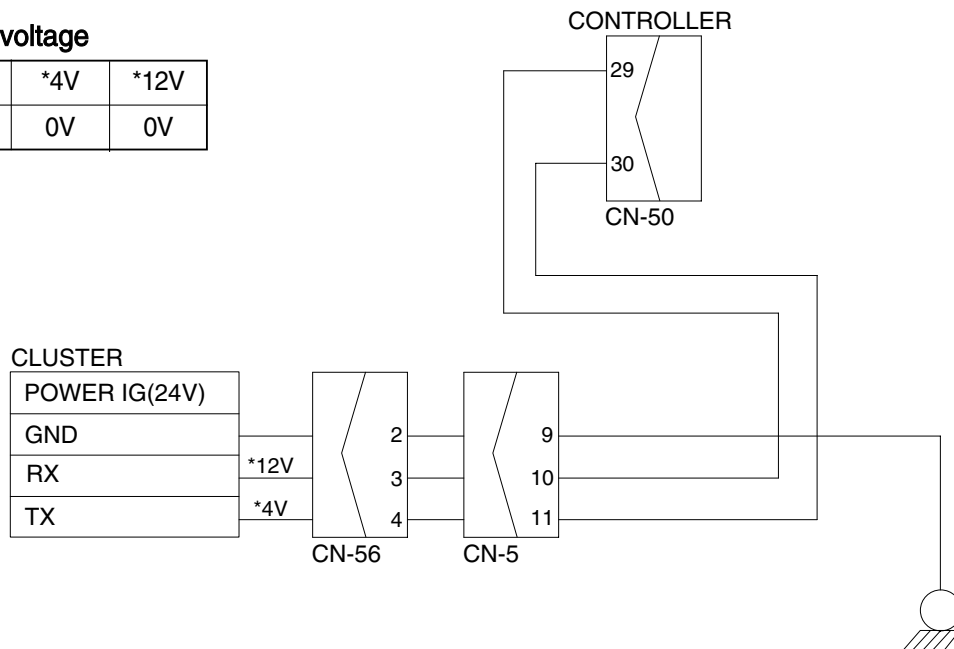 voltage
*4V *12V
0V 0V
CONTROLLER
29
30
CN-50
CLUSTER
POWER IG(24V)
GND
RX
TX
*12V
*4V
2
3
4
CN-56
9
10
11
CN-5